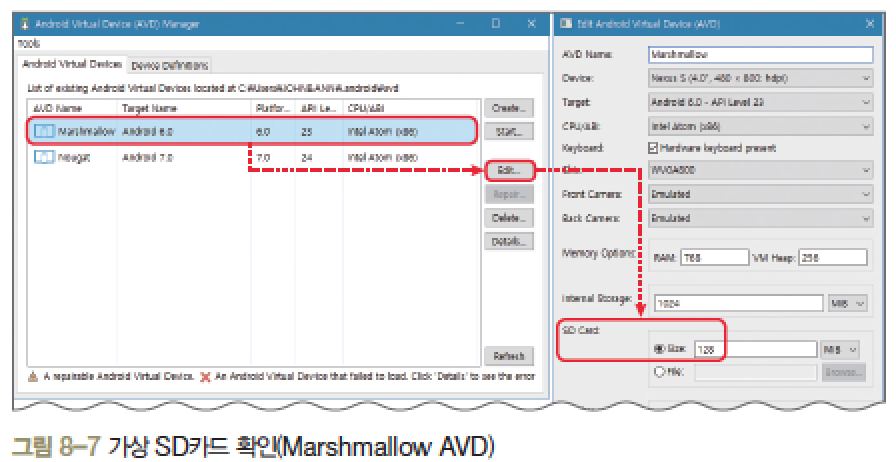 Android Virtual Device (AVD) Manager
Tools
Android Virtual Devices Device Definitions
List of existing Android Virtual Devices located at
AVD Name Target Name Platfor... API Le... CPU/ABI
Marshmallow Android 6.0 6.0 23 Intel Atom (x86)
Nougat Android 7.0 7.0 24 Intel Atom (x86)
Create...
Start...
Edit...
Repair...
Delete...
Details...
Refresh
A repairable Android Virtual Device. An Android Virtual Device that failed to load. Click 'Details' to see the error
Edit Android Virtual Device (AVD)
AVD Name: Marshmallow
Device: Nexus S (4.0", 480 × 800: hdpi)
Target: Android 6.0 - API Level 23
CPU/ABI: Intel Atom (x86)
Keyboard: Hardware keyboard present
Skin: WVGA800
Front Camera: Emulated
Back Camera: Emulated
Memory Options: RAM: 768 VM Heap: 256
Internal Storage: 1024 MiB
SD Card:
Size: 128 MiB
File: Browse...
그림 8-7 가상 SD카드 확인(Marshmallow AVD)